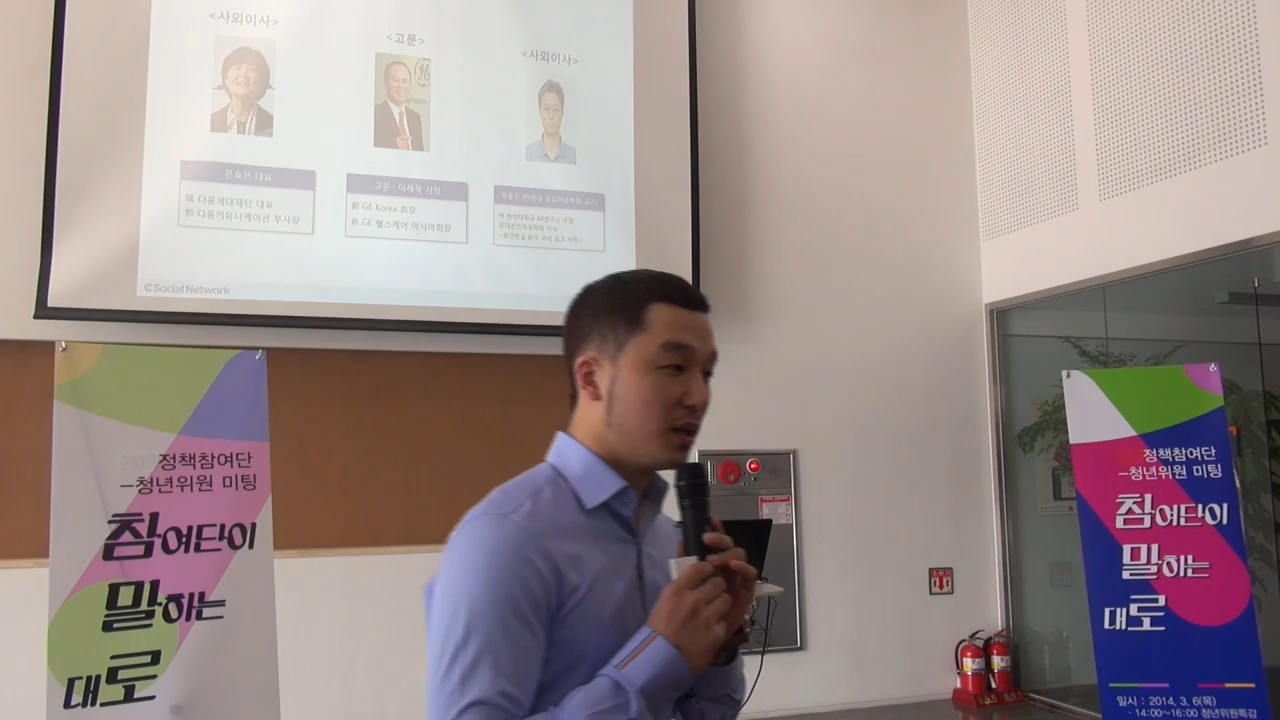 <사외이사>
<고문>
<사외이사>
문효은 대표
現 다음세대재단 대표
前 다음커뮤니케이션 부사장
고문 : 이채욱 사장
前 GE Korea 회장
前 GE 헬스케어 아시아회장
Social Network
정책참여단
-청년위원 미팅
참여단이
말하는
대로
정책참여단
-청년위원 미팅
참여단이
말하는
대로
일시 : 2014. 3. 6(목)
· 14:00~16:00 청년위원특강